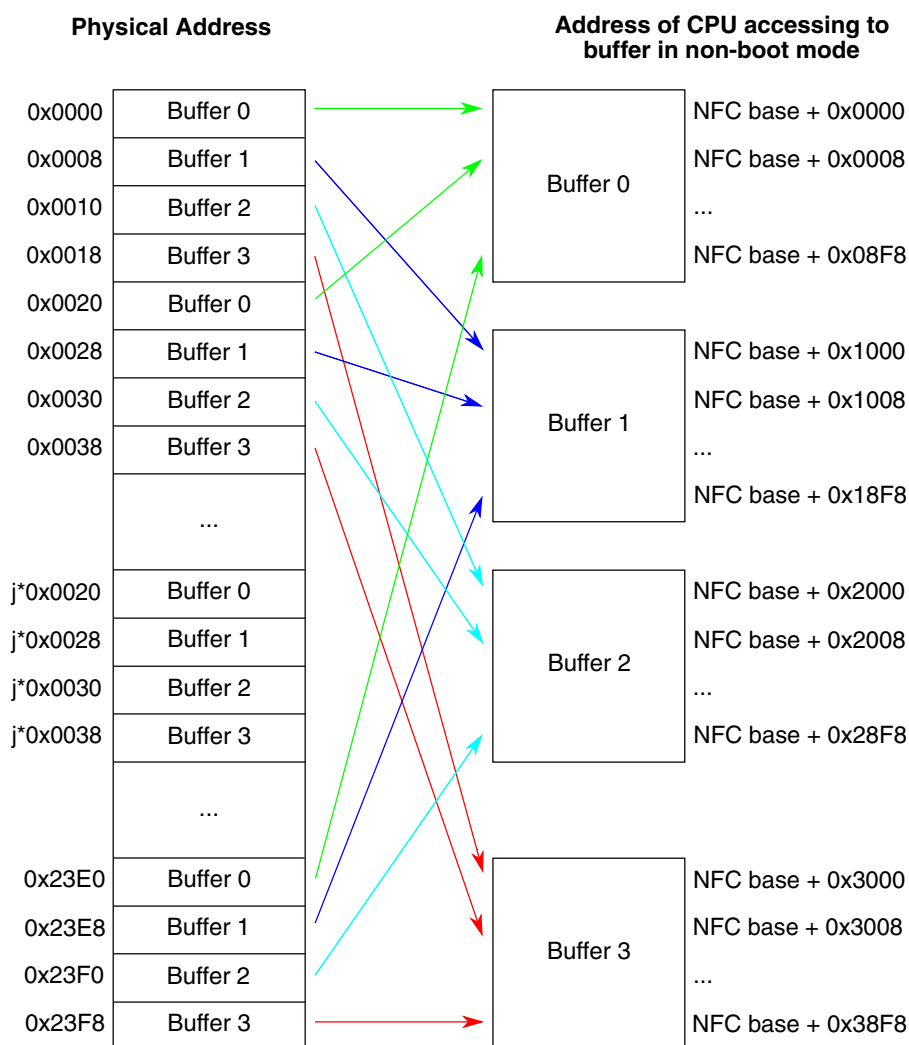 Physical Address
Address of CPU accessing to
buffer in non-boot mode
0x0000 Buffer 0
0x0008 Buffer 1
0x0010 Buffer 2
0x0018 Buffer 3
0x0020 Buffer 0
0x0028 Buffer 1
0x0030 Buffer 2
0x0038 Buffer 3
...
j*0x0020 Buffer 0
j*0x0028 Buffer 1
j*0x0030 Buffer 2
j*0x0038 Buffer 3
...
0x23E0 Buffer 0
0x23E8 Buffer 1
0x23F0 Buffer 2
0x23F8 Buffer 3
Buffer 0
NFC base + 0x0000
NFC base + 0x0008
...
NFC base + 0x08F8
Buffer 1
NFC base + 0x1000
NFC base + 0x1008
...
NFC base + 0x18F8
Buffer 2
NFC base + 0x2000
NFC base + 0x2008
...
NFC base + 0x28F8
Buffer 3
NFC base + 0x3000
NFC base + 0x3008
...
NFC base + 0x38F8